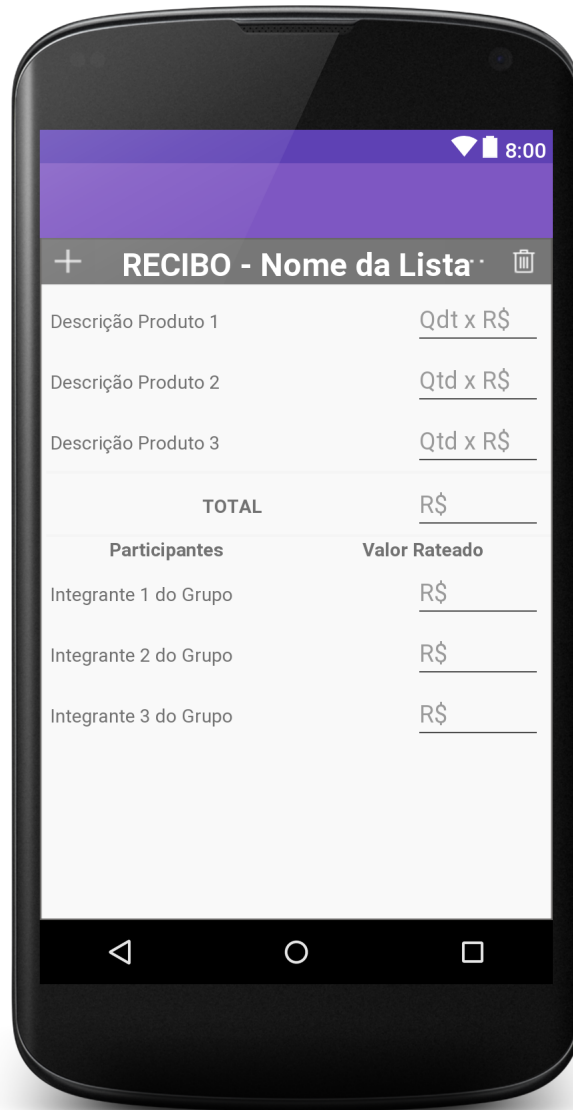 8:00
RECIBO - Nome da Lista
Descrição Produto 1 Qdt x R$
Descrição Produto 2 Qtd x R$
Descrição Produto 3 Qtd x R$
TOTAL R$
Participantes Valor Rateado
Integrante 1 do Grupo R$
Integrante 2 do Grupo R$
Integrante 3 do Grupo R$